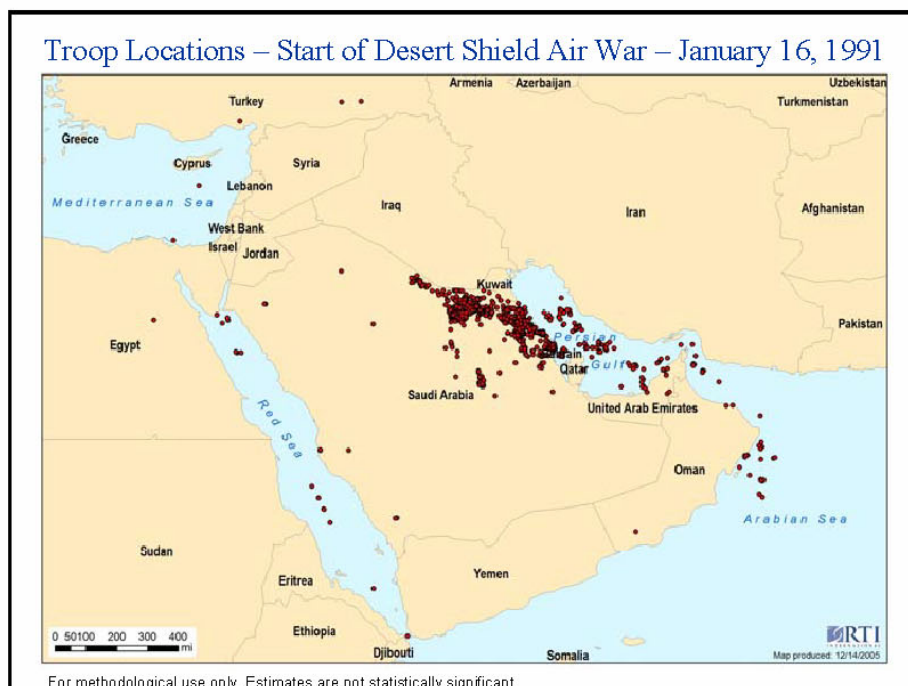 Troop Locations – Start of Desert Shield Air War – January 16, 1991
Armenia
Azerbaijan
Uzbekistan
Turkmenistan
Turkey
Greece
Cyprus
Syria
Lebanon
Mediterranean Sea
Iraq
Iran
Afghanistan
West Bank
Israel
Jordan
Kuwait
Pakistan
Egypt
Persian
Gulf
Bahrain
Qatar
Saudi Arabia
United Arab Emirates
Red Sea
Oman
Arabian Sea
Sudan
Eritrea
Yemen
Ethiopia
Djibouti
Somalia
0 50 100 200 300 400
mi
RTI
INTERNATIONAL
Map produced: 12/14/2005
For methodological use only. Estimates are not statistically significant